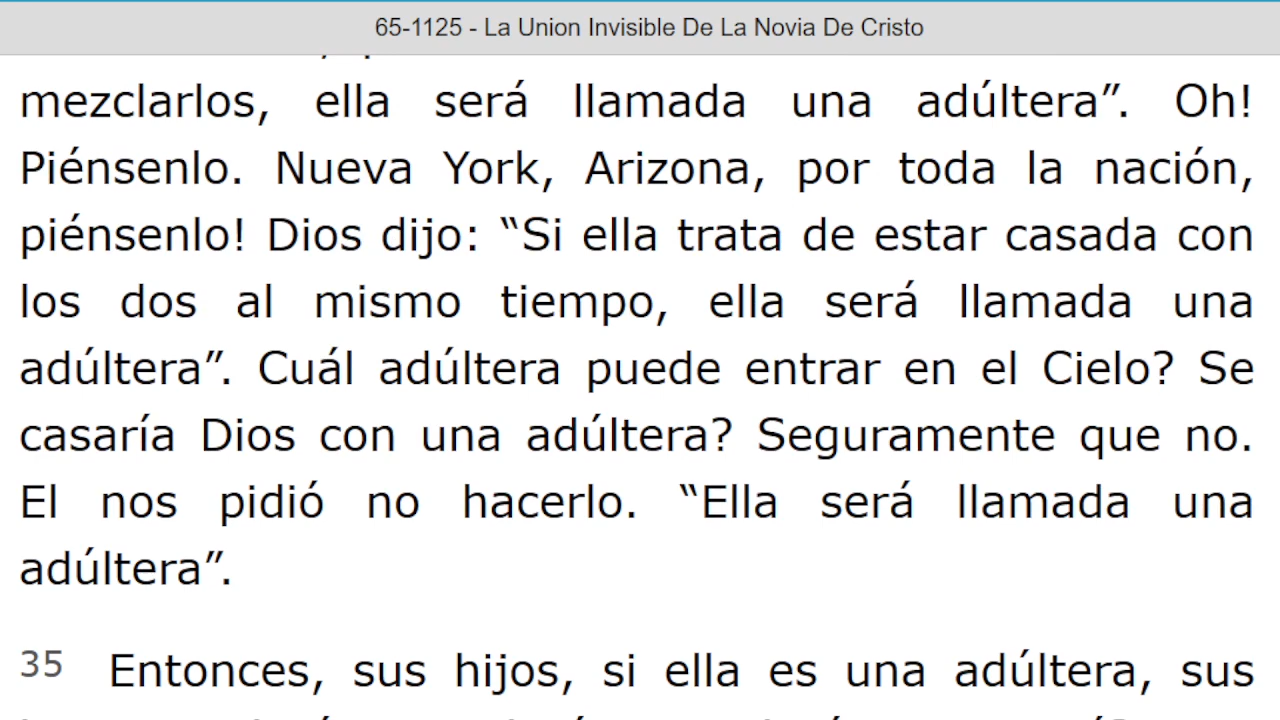 65-1125 - La Union Invisible De La Novia De Cristo
mezclarlos, ella será llamada una adúltera”. Oh!
Piénsenlo. Nueva York, Arizona, por toda la nación,
piénsenlo! Dios dijo: “Si ella trata de estar casada con
los dos al mismo tiempo, ella será llamada una
adúltera”. Cuál adúltera puede entrar en el Cielo? Se
casaría Dios con una adúltera? Seguramente que no.
El nos pidió no hacerlo. “Ella será llamada una
adúltera”.
35 Entonces, sus hijos, si ella es una adúltera, sus